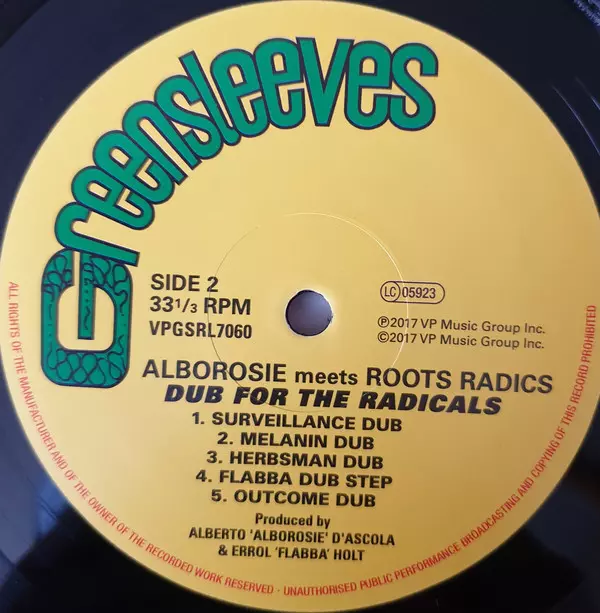 Greensleeves
SIDE 2
33 1/3 RPM
VPGSRL7060
LC 05923
℗2017 VP Music Group Inc.
©2017 VP Music Group Inc.
ALBOROSIE meets ROOTS RADICS
DUB FOR THE RADICALS
1. SURVEILLANCE DUB
2. MELANIN DUB
3. HERBSMAN DUB
4. FLABBA DUB STEP
5. OUTCOME DUB
Produced by
ALBERTO 'ALBOROSIE' D'ASCOLA
& ERROL 'FLABBA' HOLT
ALL RIGHTS OF THE MANUFACTURER AND OF THE OWNER OF THE RECORDED WORK RESERVED - UNAUTHORISED PUBLIC PERFORMANCE BROADCASTING AND COPYING OF THIS RECORD PROHIBITED